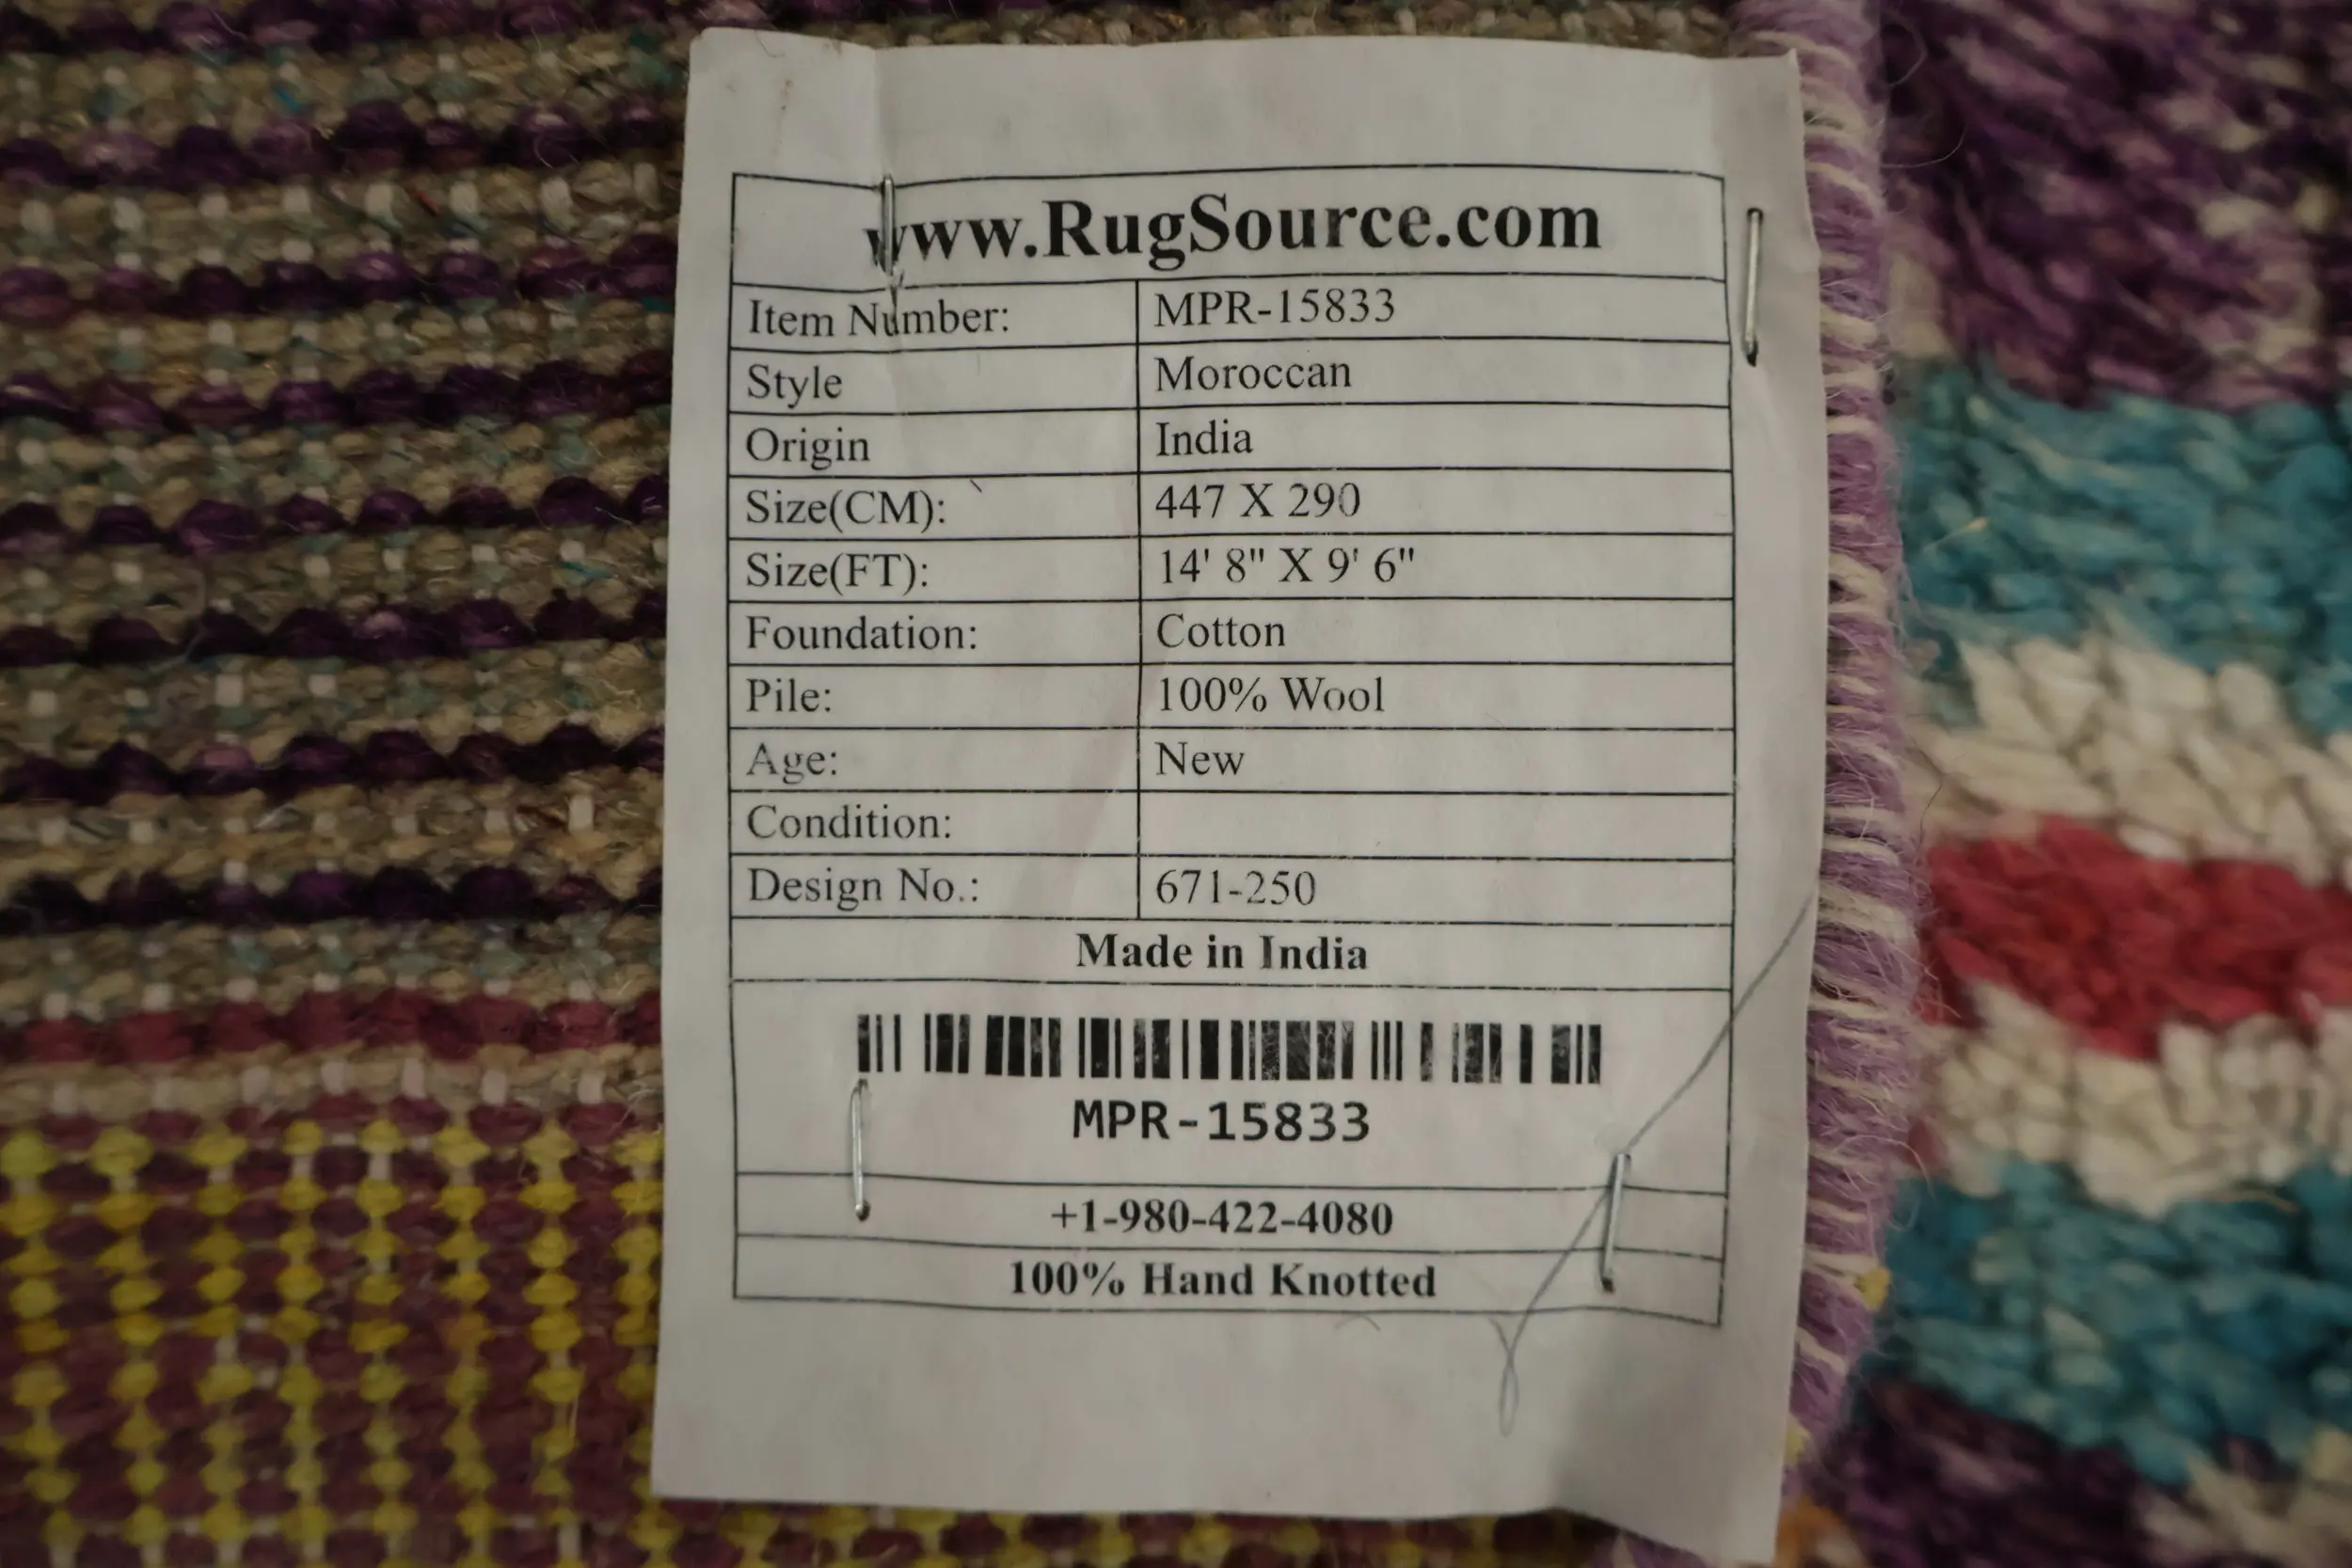 www.RugSource.com
Item Number: MPR-15833
Style Moroccan
Origin India
Size(CM): 447 X 290
Size(FT): 14' 8" X 9' 6"
Foundation: Cotton
Pile: 100% Wool
Age: New
Condition:
Design No.: 671-250
Made in India
MPR-15833
+1-980-422-4080
100% Hand Knotted